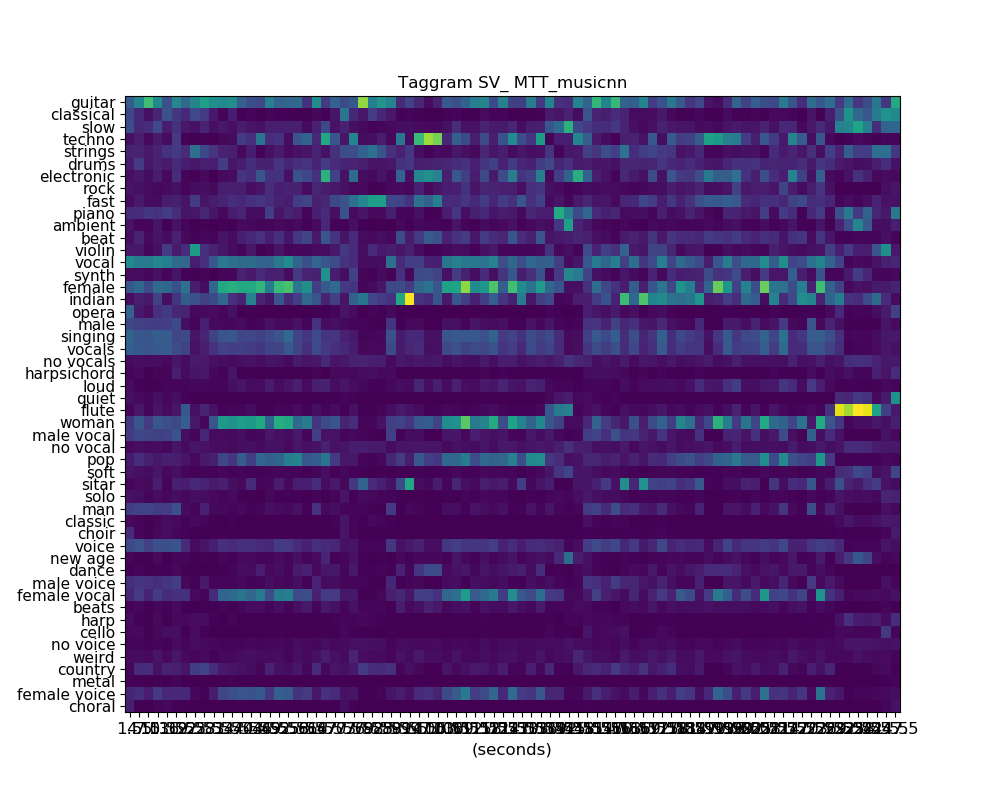 Taggram SV_ MTT_musicnn
guitar
classical
slow
techno
strings
drums
electronic
rock
fast
piano
ambient
beat
violin
vocal
synth
female
indian
opera
male
singing
vocals
no vocals
harpsichord
loud
quiet
flute
woman
male vocal
no vocal
pop
soft
sitar
solo
man
classic
choir
voice
new age
dance
male voice
female vocal
beats
harp
cello
no voice
weird
country
metal
female voice
choral
(seconds)